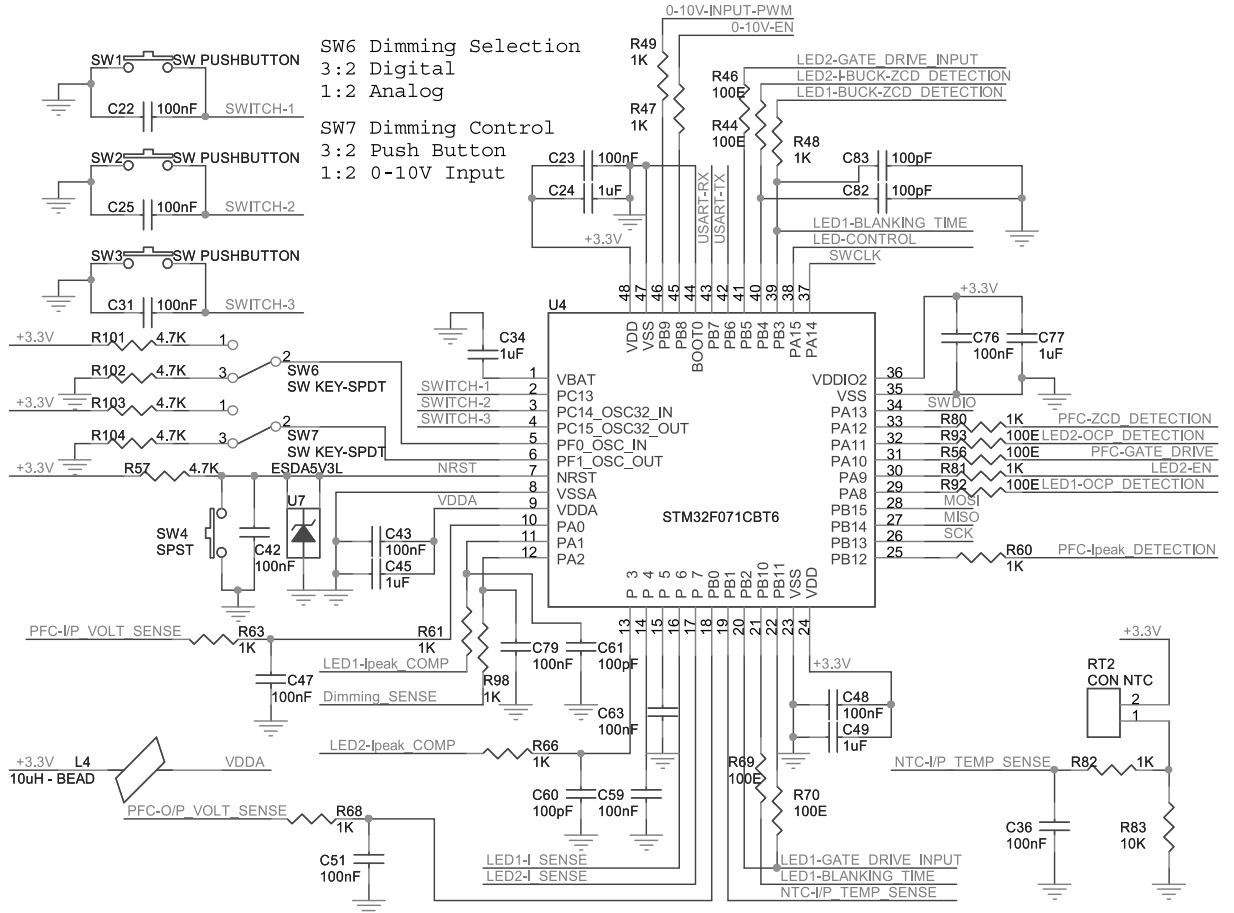 0-10V-INPUT-PWM
0-10V-EN
SW6 Dimming Selection
3:2 Digital
1:2 Analog
SW7 Dimming Control
3:2 Push Button
1:2 0-10V Input
SW1 SW PUSHBUTTON
C22 100nF SWITCH-1
SW2 SW PUSHBUTTON
C25 100nF SWITCH-2
SW3 SW PUSHBUTTON
C31 100nF SWITCH-3
R49
1K
R47
1K
LED2-GATE_DRIVE_INPUT
LED2-I-BUCK-ZCD_DETECTION
LED1-BUCK-ZCD_DETECTION
R46
100E
R44
100E
R48
1K
C23 100nF
C24 1uF
+3.3V
USART-RX
USART-TX
C83 100pF
C82 100pF
LED1-BLANKING_TIME
LED-CONTROL
SWCLK
48 47 46 45 44 43 42 41 40 39 38 37
U4
VDD VSS PB9 PB8 BOOT0 PB7 PB6 PB5 PB4 PB3 PA15 PA14
+3.3V R101 4.7K 1
2
R102 4.7K 3
SW6
SW KEY-SPDT
+3.3V R103 4.7K 1
2
R104 4.7K 3
SW7
SW KEY-SPDT
+3.3V R57 4.7K ESDA5V3L NRST
U7
SW4
SPST
C42
100nF
C34
1uF
SWITCH-1
SWITCH-2
SWITCH-3
VDDA
1 VBAT
2 PC13
3 PC14_OSC32_IN
4 PC15_OSC32_OUT
5 PF0_OSC_IN
6 PF1_OSC_OUT
7 NRST
8 VSSA
9 VDDA
10 PA0
11 PA1
12 PA2
STM32F071CBT6
VDDIO2 36
VSS 35
PA13 34 SWDIO
PA12 33 R80 1K PFC-ZCD_DETECTION
PA11 32 R93 100E LED2-OCP_DETECTION
PA10 31 R56 100E PFC-GATE_DRIVE
PA9 30 R81 1K LED2-EN
PA8 29 R92 100E LED1-OCP_DETECTION
PB15 28 MOSI
PB14 27 MISO
PB13 26 SCK
PB12 25 R60 1K PFC-Ipeak_DETECTION
+3.3V
C76
100nF
C77
1uF
C43
100nF
C45
1uF
P 3 P 4 P 5 P 6 P 7 PB0 PB1 PB2 PB10 PB11 VSS VDD
13 14 15 16 17 18 19 20 21 22 23 24
PFC-I/P_VOLT_SENSE R63
1K
R61
1K
C47
100nF
LED1-Ipeak_COMP
Dimming_SENSE
R98
1K
C79
100nF
C61
100pF
C63
100nF
+3.3V
C48
100nF
C49
1uF
+3.3V
RT2
CON NTC
2
1
LED2-Ipeak_COMP R66
1K
C60
100pF
C59
100nF
+3.3V L4 VDDA
10uH - BEAD
PFC-O/P_VOLT_SENSE R68
1K
C51
100nF
R69
100E
R70
100E
NTC-I/P_TEMP_SENSE R82 1K
C36
100nF
R83
10K
LED1-I_SENSE
LED2-I_SENSE
LED1-GATE_DRIVE_INPUT
LED1-BLANKING_TIME
NTC-I/P_TEMP_SENSE